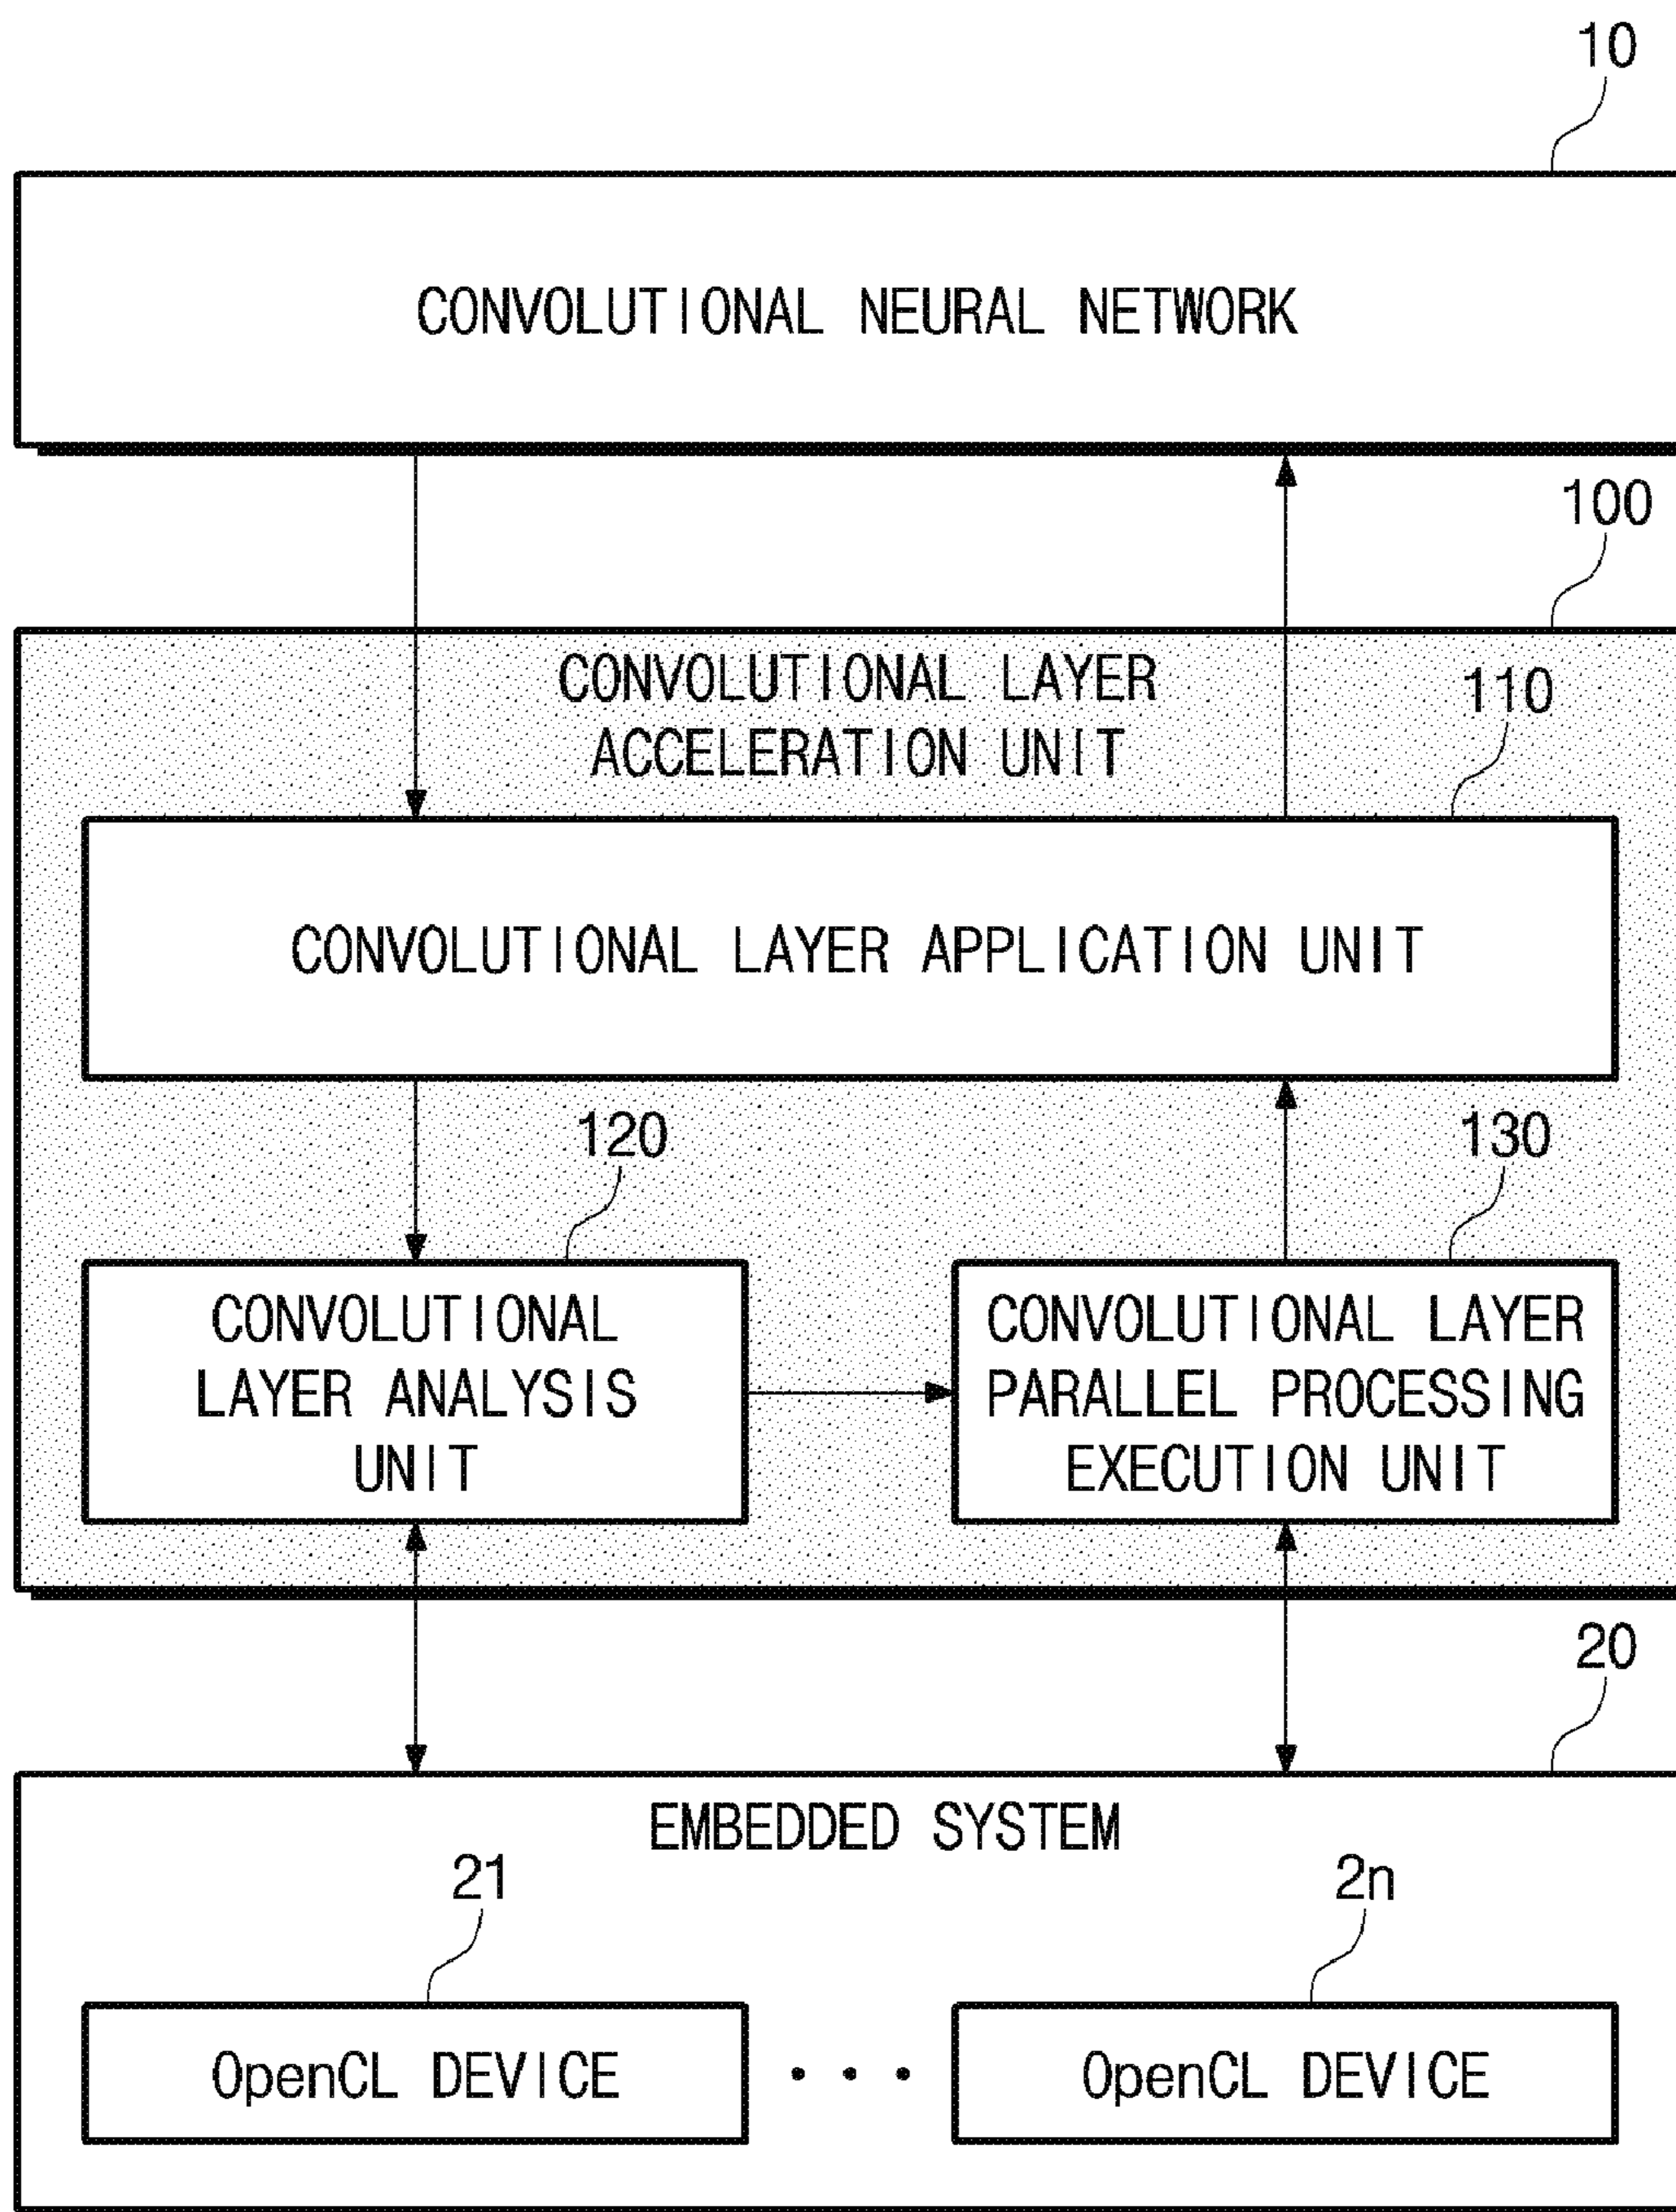 10
CONVOLUTIONAL NEURAL NETWORK
100
CONVOLUTIONAL LAYER
ACCELERATION UNIT
110
CONVOLUTIONAL LAYER APPLICATION UNIT
120
130
CONVOLUTIONAL
LAYER ANALYSIS
UNIT
CONVOLUTIONAL LAYER
PARALLEL PROCESSING
EXECUTION UNIT
20
EMBEDDED SYSTEM
21
2n
OpenCL DEVICE
• • •
OpenCL DEVICE